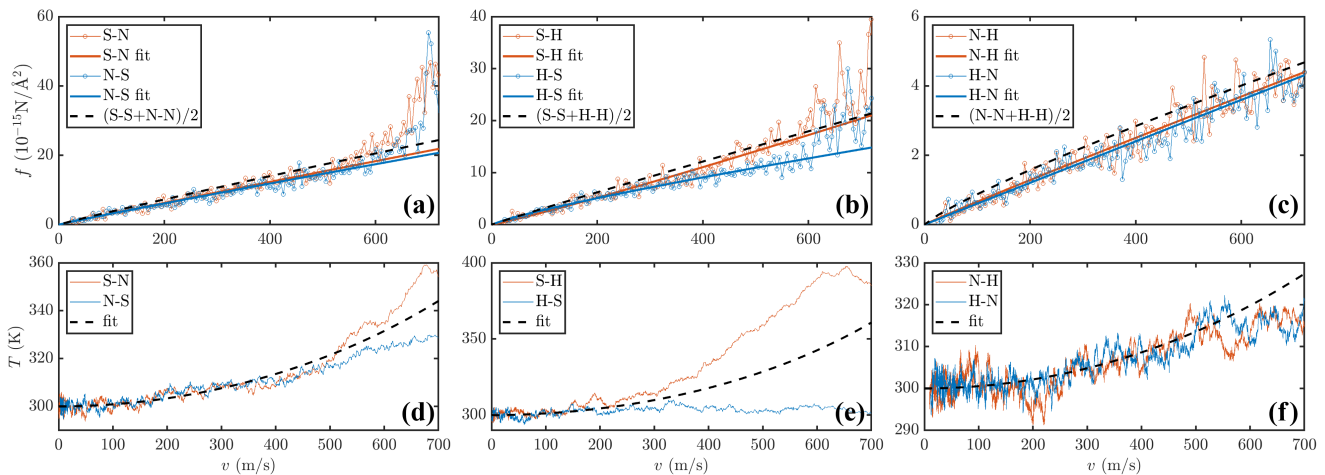 60
40
20
0
f (10⁻¹⁵N/Å²)
S-N
S-N fit
N-S
N-S fit
(S-S+N-N)/2
(a)
0 200 400 600
40
30
20
10
0
S-H
S-H fit
H-S
H-S fit
(S-S+H-H)/2
(b)
0 200 400 600
6
4
2
0
N-H
N-H fit
H-N
H-N fit
(N-N+H-H)/2
(c)
0 200 400 600
360
340
320
300
T (K)
S-N
N-S
fit
(d)
0 100 200 300 400 500 600 700
v (m/s)
400
350
300
S-H
H-S
fit
(e)
0 100 200 300 400 500 600 700
v (m/s)
330
320
310
300
290
N-H
H-N
fit
(f)
0 100 200 300 400 500 600 700
v (m/s)